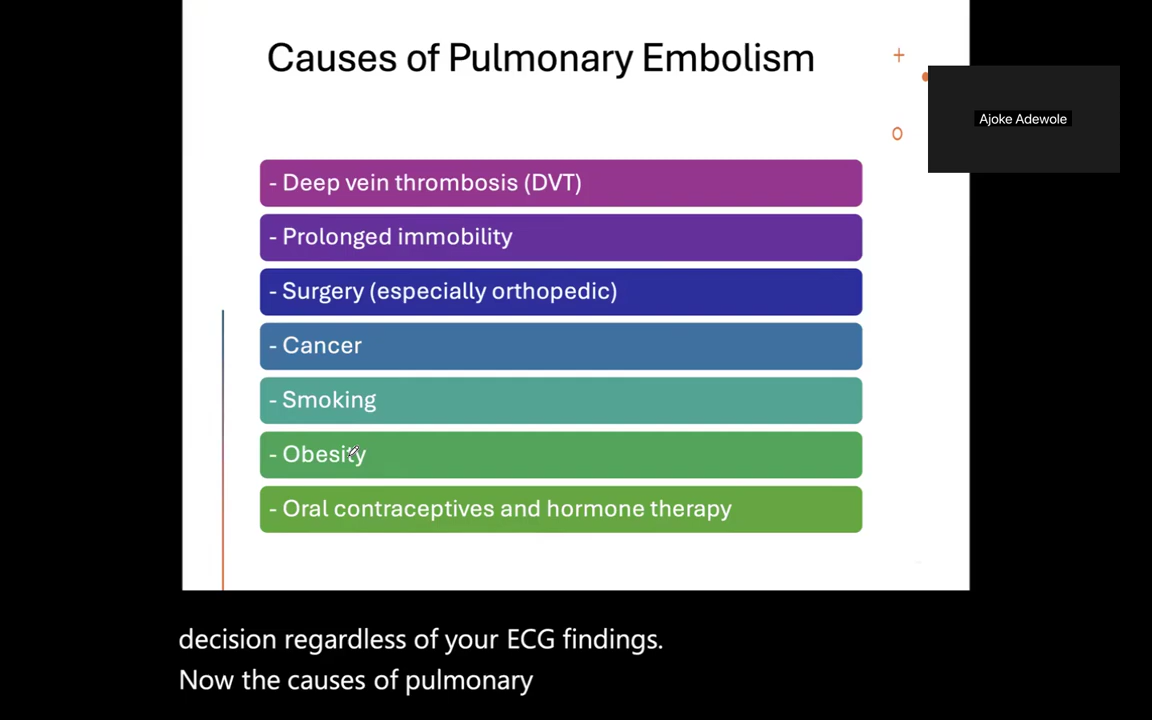 Causes of Pulmonary Embolism
Ajoke Adewole
- Deep vein thrombosis (DVT)
- Prolonged immobility
- Surgery (especially orthopedic)
- Cancer
- Smoking
- Obesity
- Oral contraceptives and hormone therapy
decision regardless of your ECG findings.
Now the causes of pulmonary